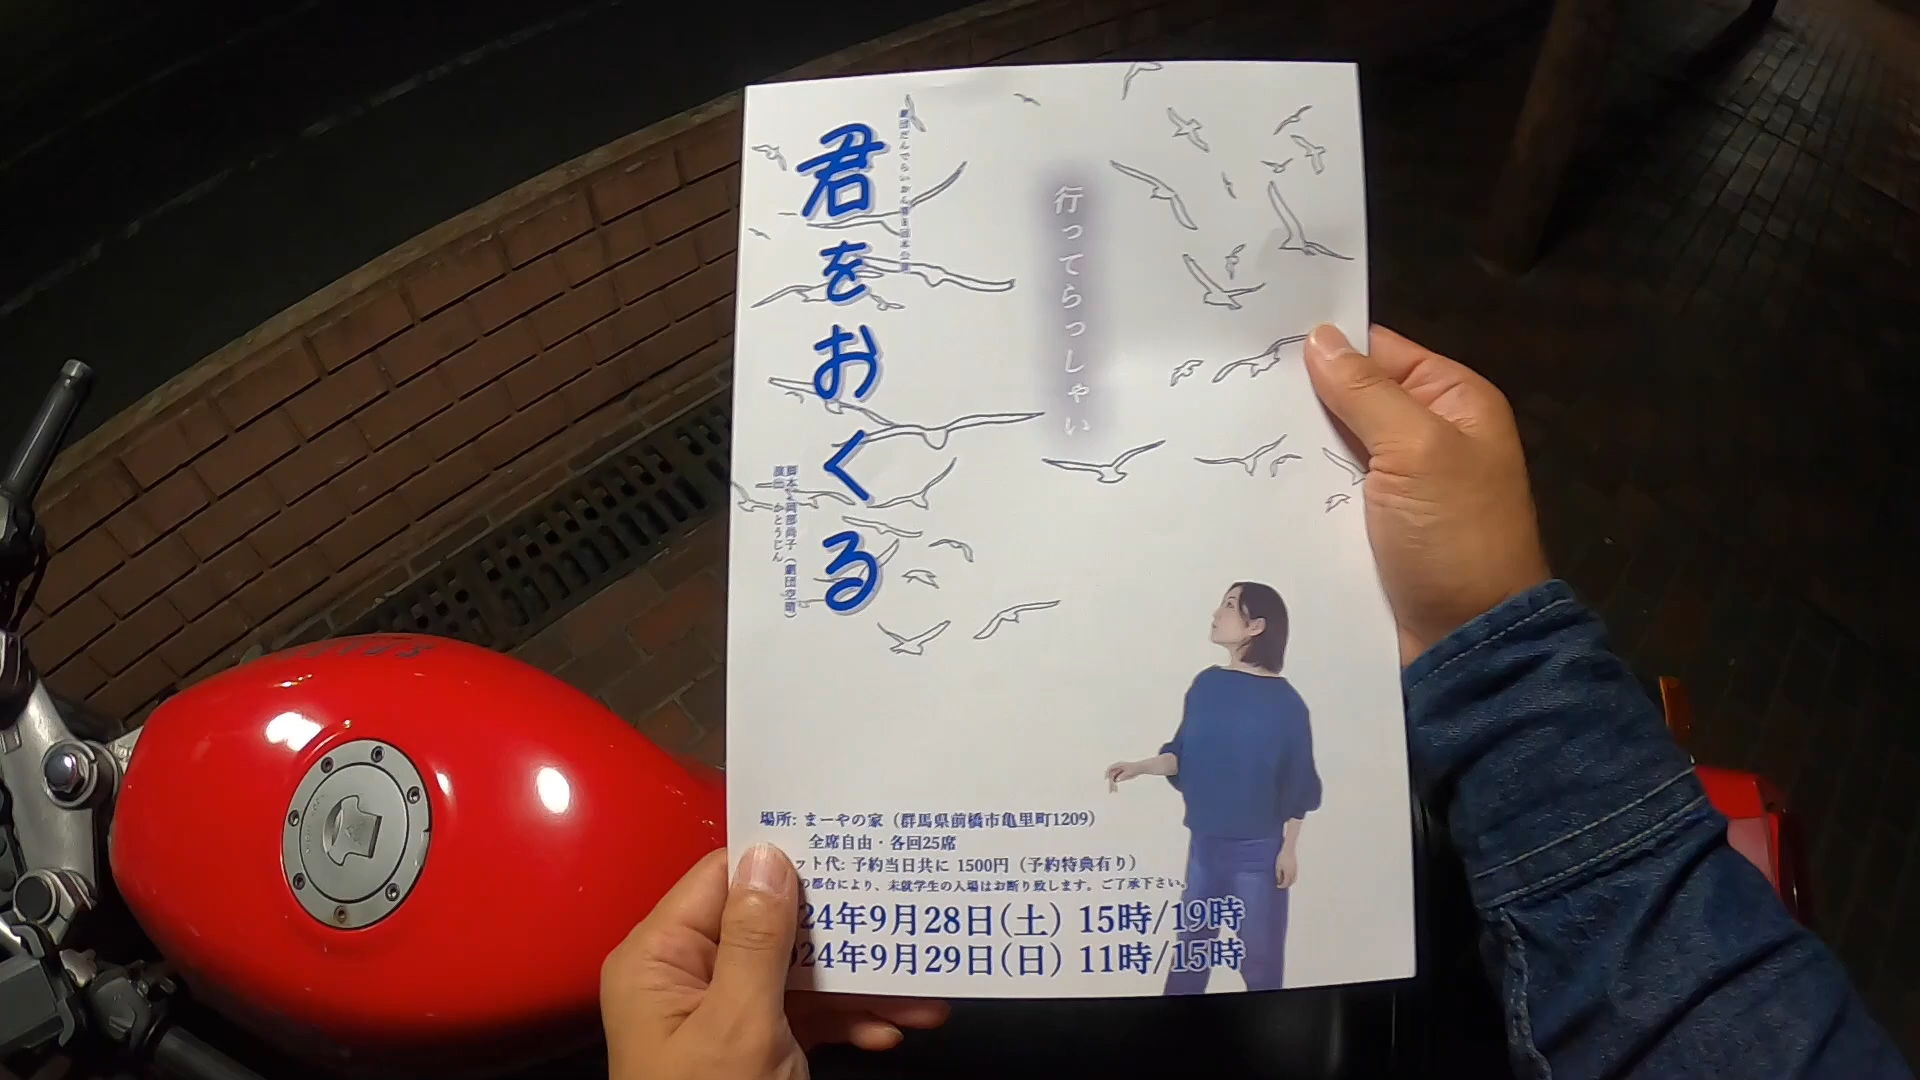 行ってらっしゃい
君をおくる
脚本 岡部尚子（劇団空晴）
演出 かとうじん
場所: まーやの家（群馬県前橋市亀里町1209）
全席自由・各回25席
ット代: 予約当日共に 1500円（予約特典有り）
の都合により、未就学生の入場はお断り致します。ご了承下さい。
24年9月28日(土) 15時/19時
24年9月29日(日) 11時/15時